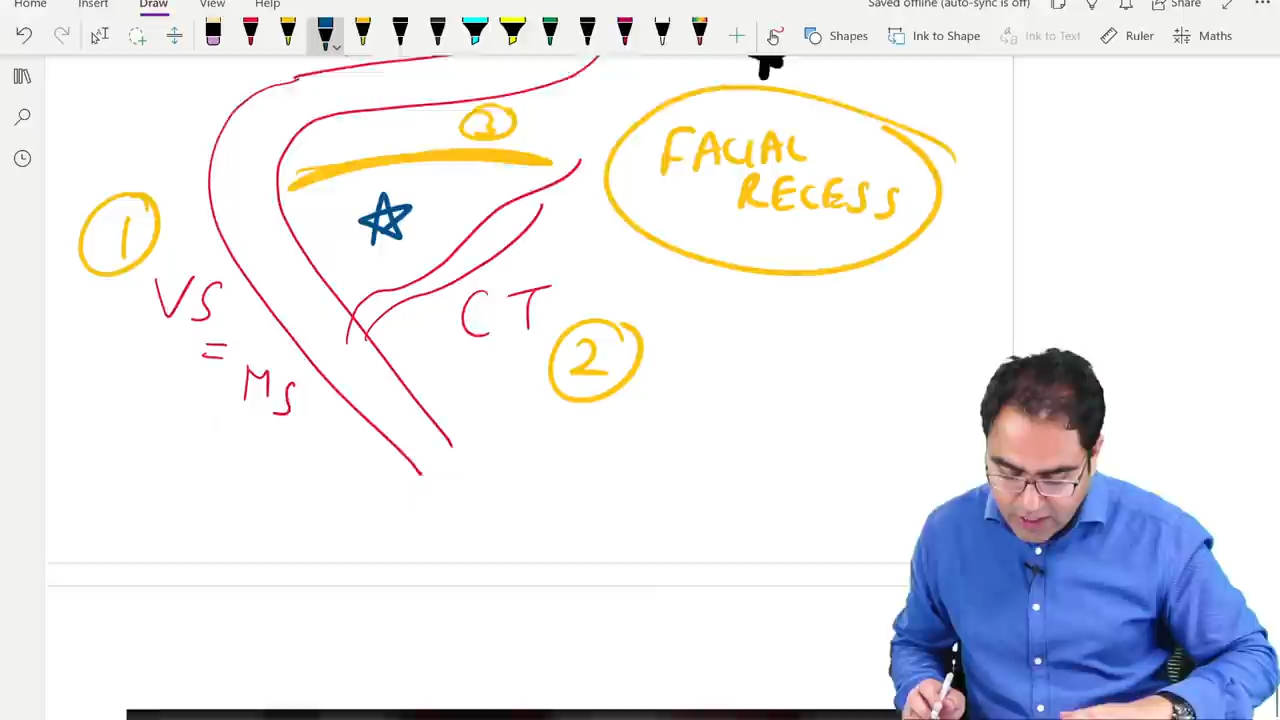 Home Insert Draw View Help Saved offline (auto-sync is off) Share
Shapes Ink to Shape Ink to Text Ruler Maths
3
FACIAL
RECESS
1
VS
=
MS
CT
2